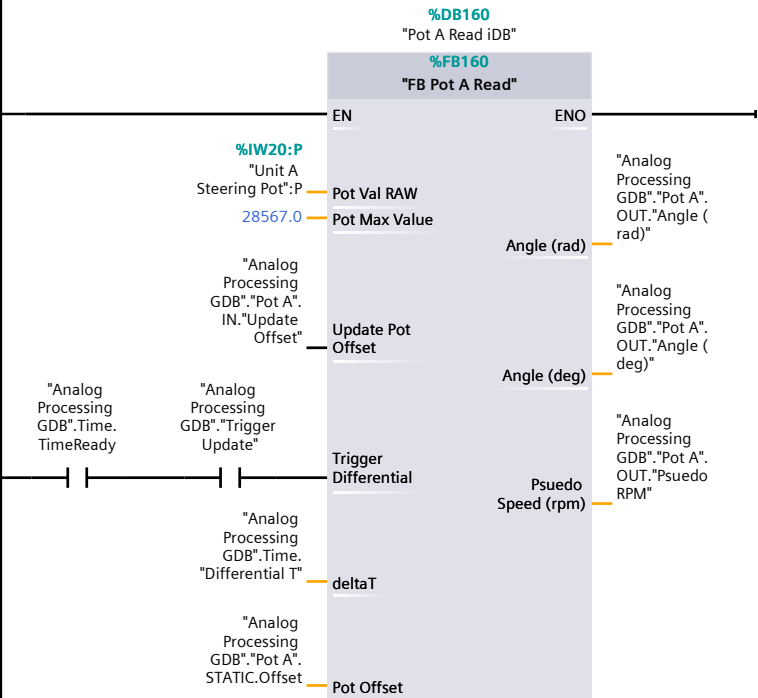 %DB160
"Pot A Read iDB"
%FB160
"FB Pot A Read"
EN
ENO
%IW20:P
"Unit A
Steering Pot":P
Pot Val RAW
28567.0
Pot Max Value
"Analog
Processing
GDB"."Pot A".
OUT."Angle (
rad)"
Angle (rad)
"Analog
Processing
GDB"."Pot A".
IN."Update
Offset"
Update Pot
Offset
"Analog
Processing
GDB"."Pot A".
OUT."Angle (
deg)"
Angle (deg)
"Analog
Processing
GDB".Time.
TimeReady
"Analog
Processing
GDB"."Trigger
Update"
Trigger
Differential
"Analog
Processing
GDB"."Pot A".
OUT."Psuedo
RPM"
Psuedo
Speed (rpm)
"Analog
Processing
GDB".Time.
"Differential T"
deltaT
"Analog
Processing
GDB"."Pot A".
STATIC.Offset
Pot Offset